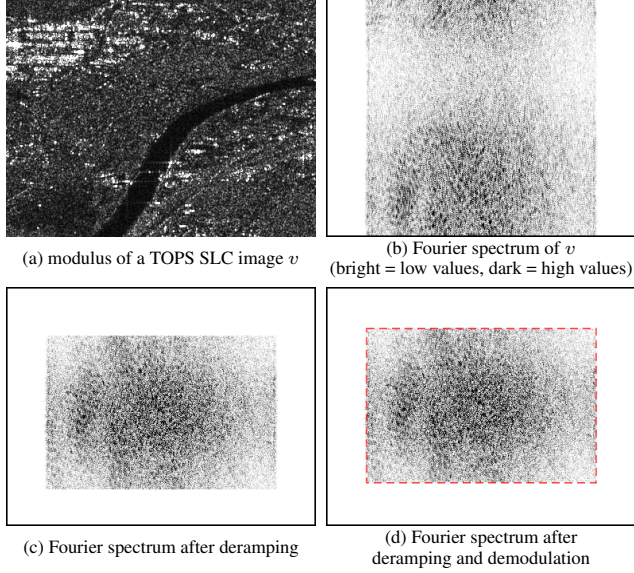 (a) modulus of a TOPS SLC image v
(b) Fourier spectrum of v
(bright = low values, dark = high values)
(c) Fourier spectrum after deramping
(d) Fourier spectrum after
deramping and demodulation